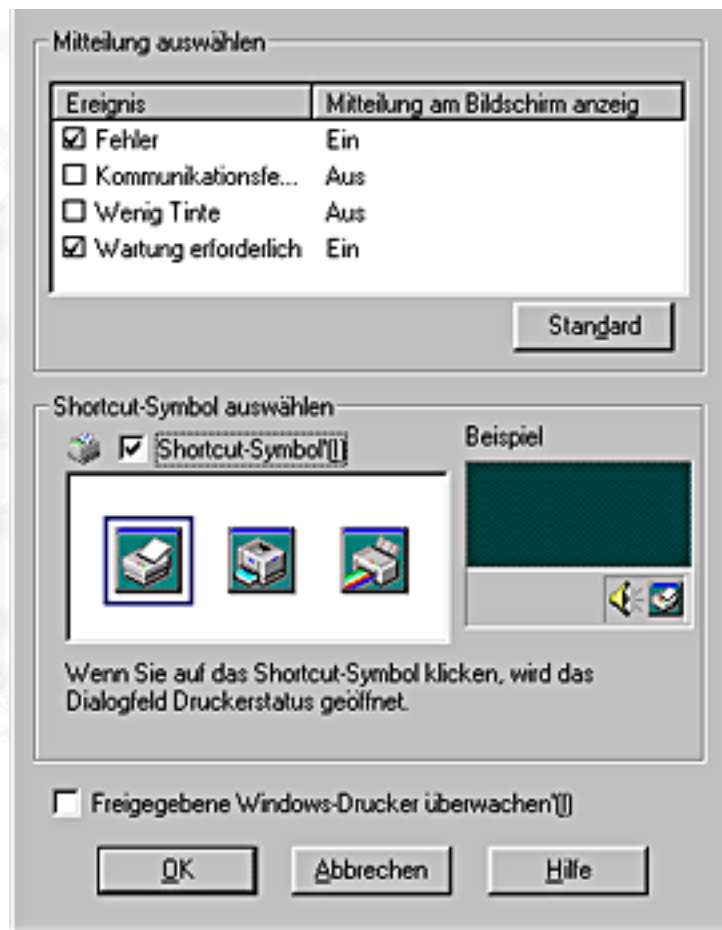 Mitteilung auswählen
Ereignis Mitteilung am Bildschirm anzeig
Fehler Ein
Kommunikationsfe... Aus
Wenig Tinte Aus
Wartung erforderlich Ein
Standard
Shortcut-Symbol auswählen
Shortcut-Symbol'(I)
Beispiel
Wenn Sie auf das Shortcut-Symbol klicken, wird das
Dialogfeld Druckerstatus geöffnet.
Freigegebene Windows-Drucker überwachen'(I)
OK Abbrechen Hilfe